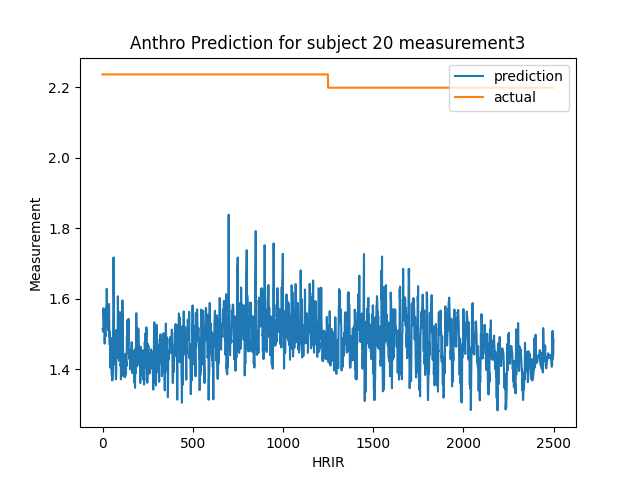 Anthro Prediction for subject 20 measurement3
prediction
actual
2.2
2.0
1.8
1.6
1.4
Measurement
0
500
1000
1500
2000
2500
HRIR